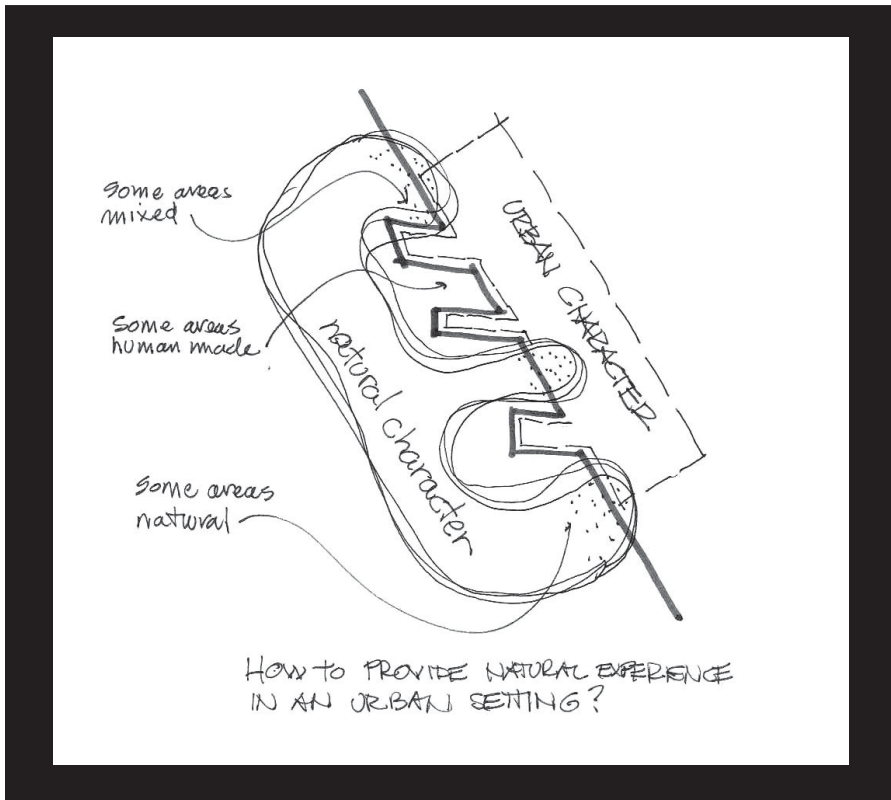 some areas
mixed
URBAN CHARACTER
some areas
human made
natural character
some areas
natural
HOW TO PROVIDE NATURAL EXPERIENCE
IN AN URBAN SETTING?